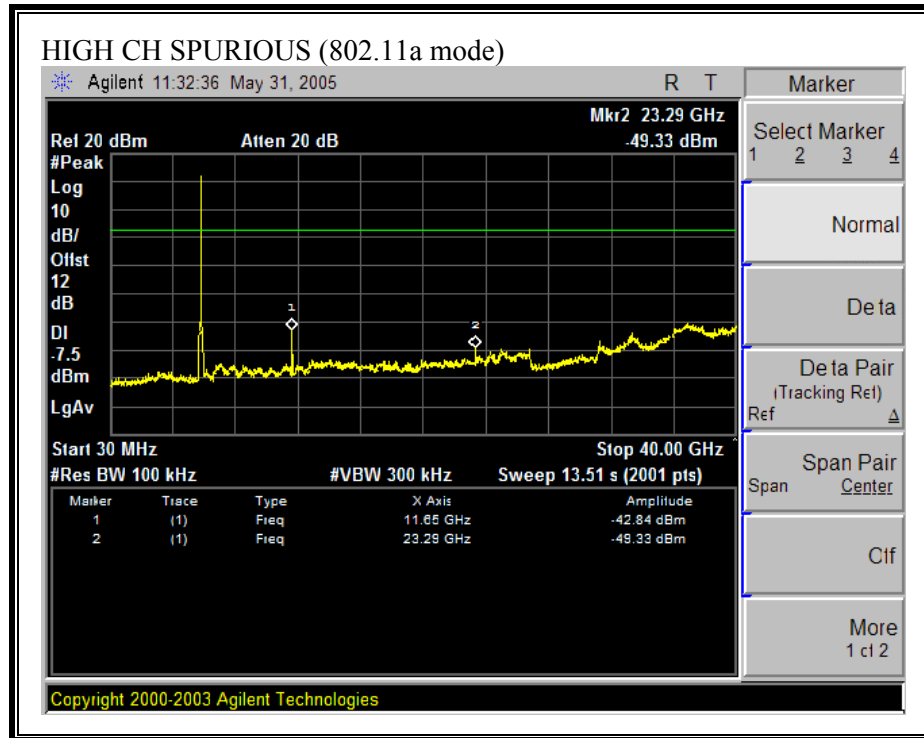 HIGH CH SPURIOUS (802.11a mode)
Agilent 11:32:36 May 31, 2005 R T
Mkr2 23.29 GHz
Ref 20 dBm Atten 20 dB -49.33 dBm
#Peak
Log
10
dB/
Offst
12
dB
DI
-7.5
dBm
LgAv
1
2
Start 30 MHz Stop 40.00 GHz
#Res BW 100 kHz #VBW 300 kHz Sweep 13.51 s (2001 pts)
Marker Trace Type X Axis Amplitude
1 (1) Freq 11.65 GHz -42.84 dBm
2 (1) Freq 23.29 GHz -49.33 dBm
Copyright 2000-2003 Agilent Technologies
Marker
Select Marker
1 2 3 4
Normal
Delta
Delta Pair
(Tracking Ref)
Ref Δ
Span Pair
Span Center
Off
More
1 of 2